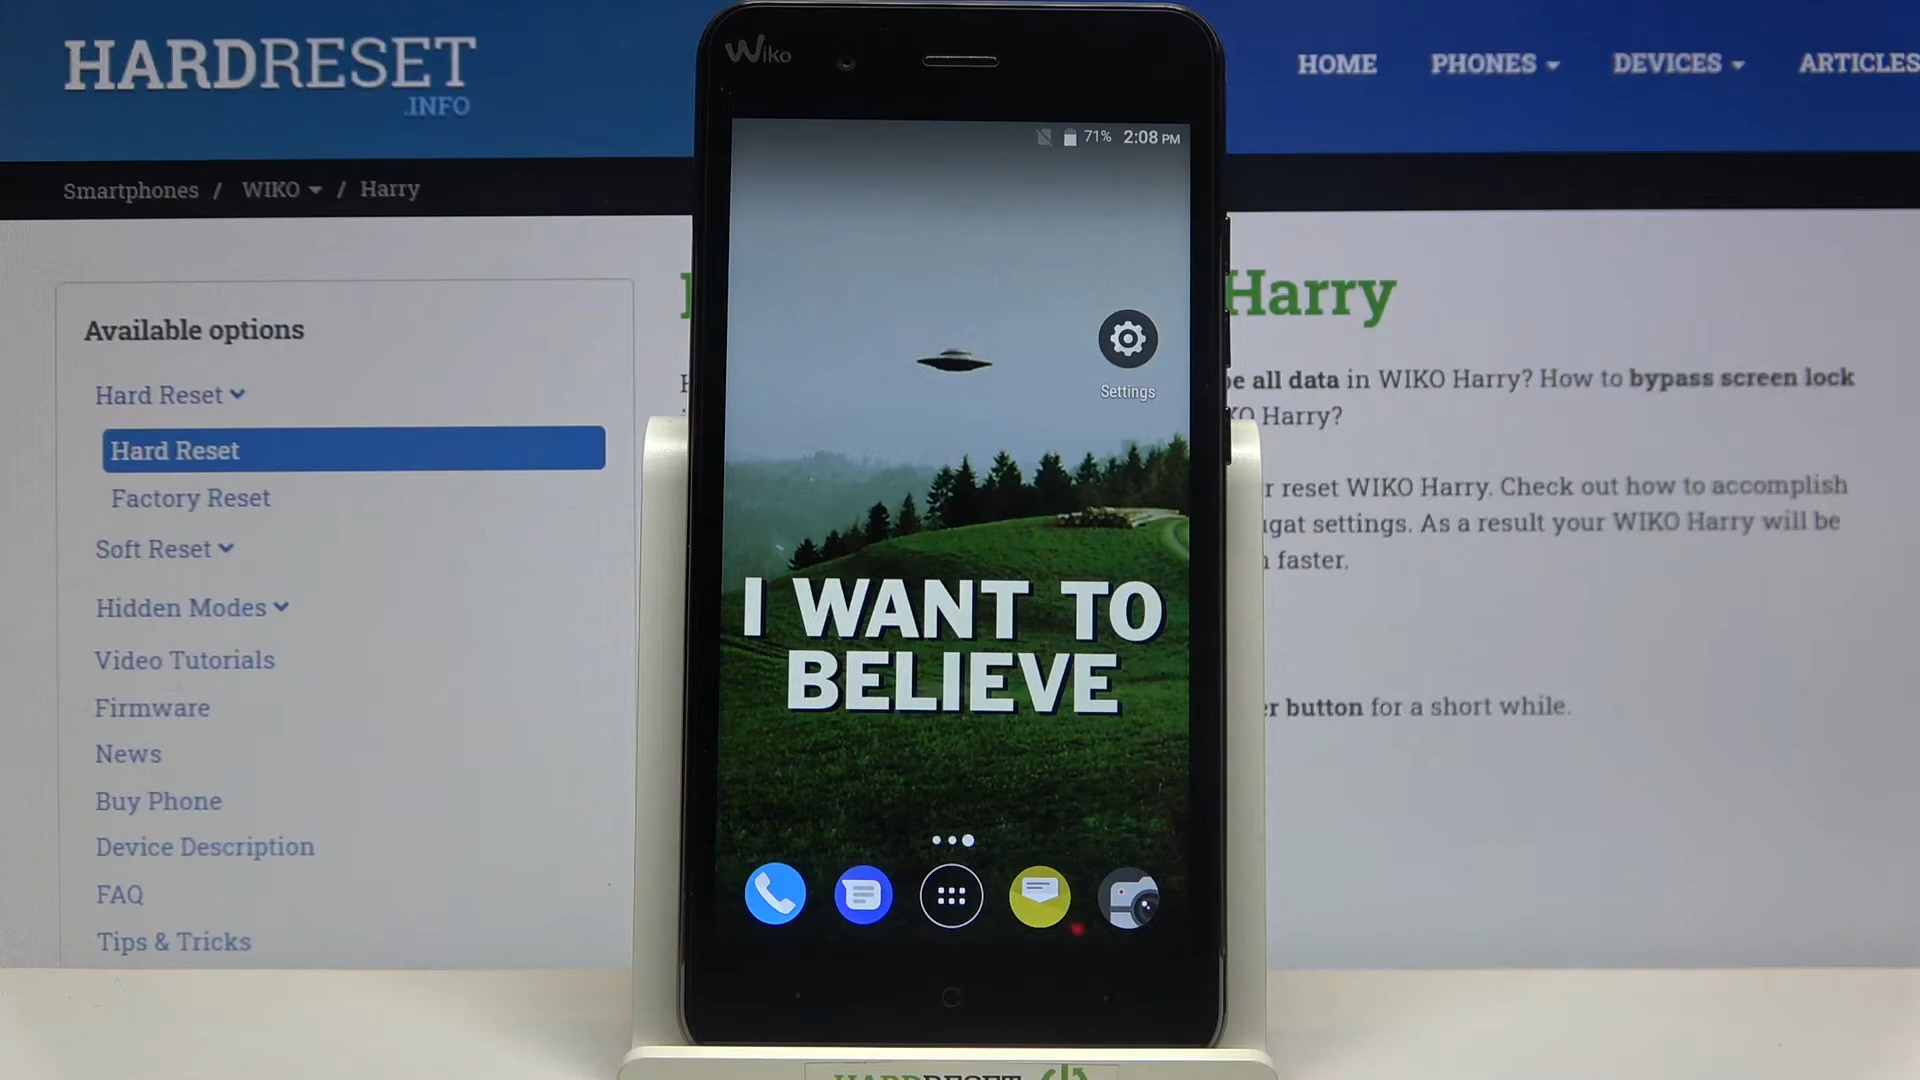 HARDRESET
.INFO
HOME PHONES DEVICES ARTICLES
Smartphones / WIKO / Harry
Available options
Hard Reset
Hard Reset
Factory Reset
Soft Reset
Hidden Modes
Video Tutorials
Firmware
News
Buy Phone
Device Description
FAQ
Tips & Tricks
Wiko
71% 2:08 PM
Settings
I WANT TO
BELIEVE
Harry
all data in WIKO Harry? How to bypass screen lock
Harry?
reset WIKO Harry. Check out how to accomplish
settings. As a result your WIKO Harry will be
faster.
button for a short while.
HARDRESET